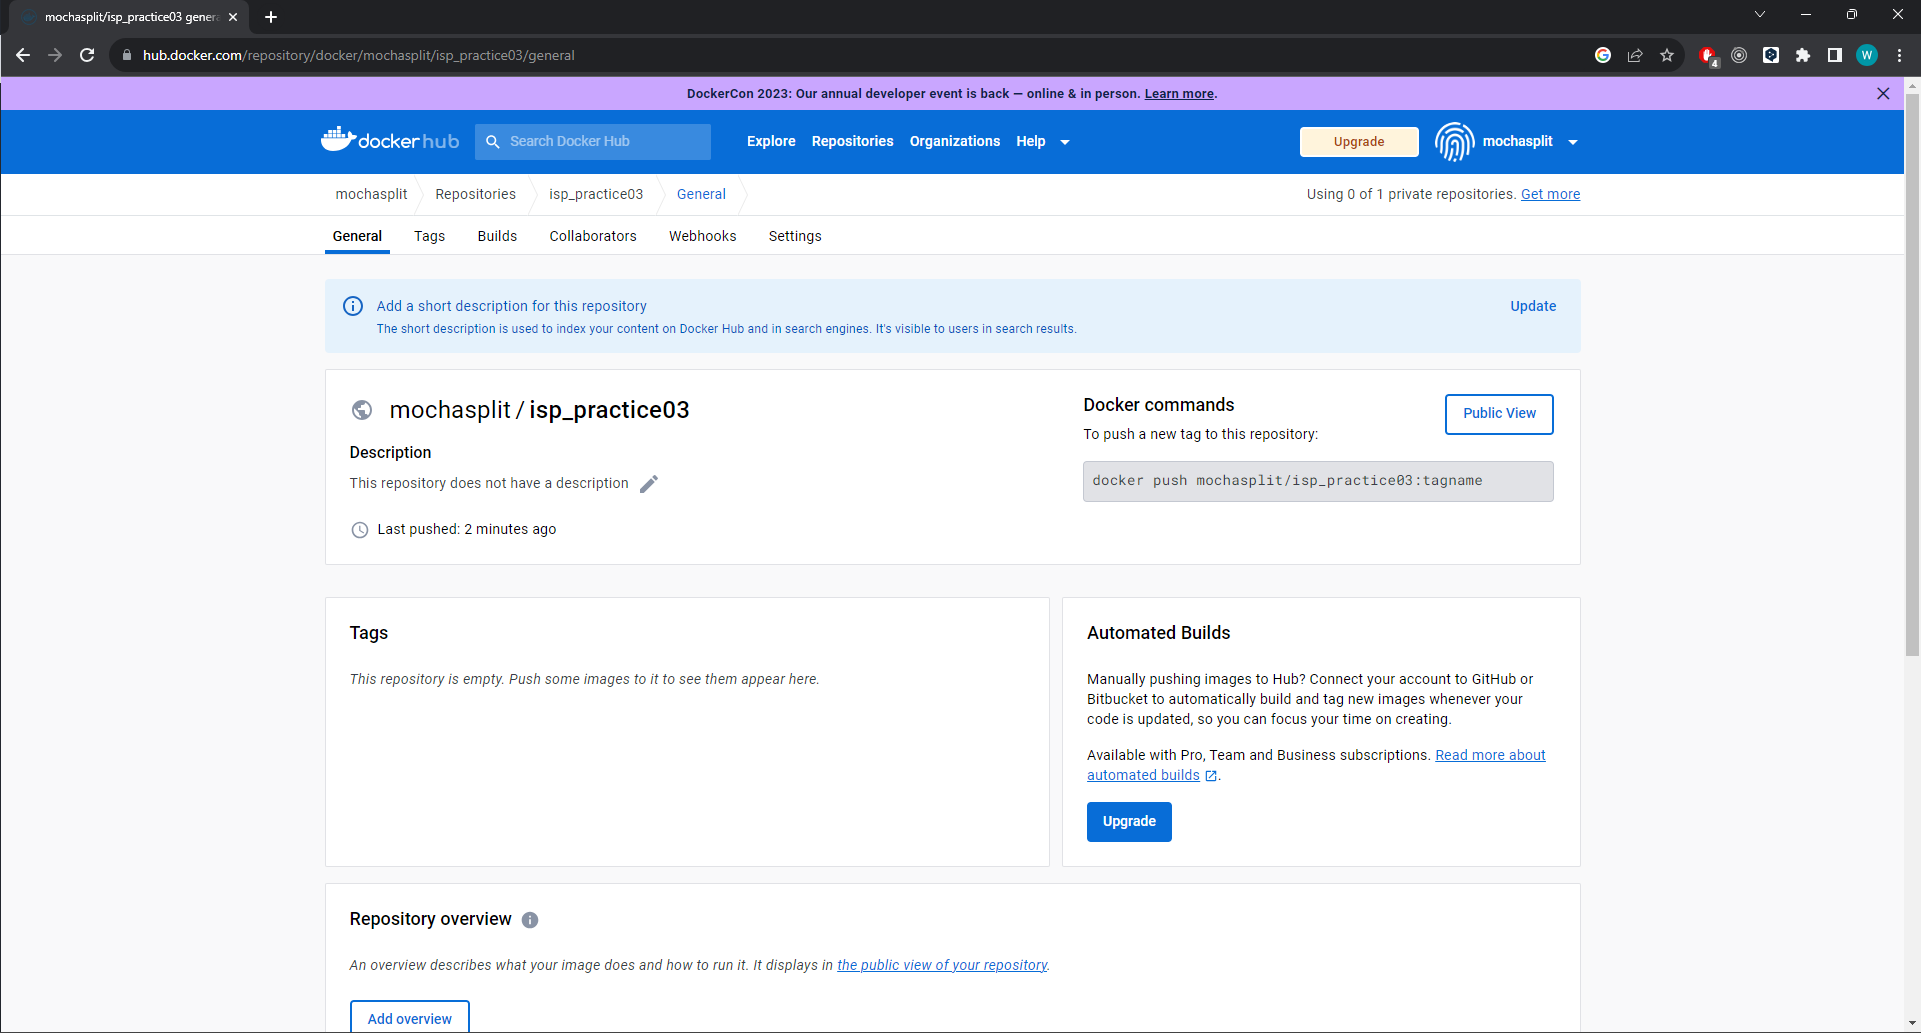 mochasplit/isp_practice03 genera
hub.docker.com/repository/docker/mochasplit/isp_practice03/general
4
W
DockerCon 2023: Our annual developer event is back — online & in person. Learn more.
dockerhub
Search Docker Hub
Explore Repositories Organizations Help
Upgrade
mochasplit
mochasplit Repositories isp_practice03 General
Using 0 of 1 private repositories. Get more
General Tags Builds Collaborators Webhooks Settings
Add a short description for this repository
Update
The short description is used to index your content on Docker Hub and in search engines. It's visible to users in search results.
mochasplit / isp_practice03
Description
This repository does not have a description
Last pushed: 2 minutes ago
Docker commands
Public View
To push a new tag to this repository:
docker push mochasplit/isp_practice03:tagname
Tags
This repository is empty. Push some images to it to see them appear here.
Automated Builds
Manually pushing images to Hub? Connect your account to GitHub or
Bitbucket to automatically build and tag new images whenever your
code is updated, so you can focus your time on creating.
Available with Pro, Team and Business subscriptions. Read more about
automated builds .
Upgrade
Repository overview
An overview describes what your image does and how to run it. It displays in the public view of your repository.
Add overview